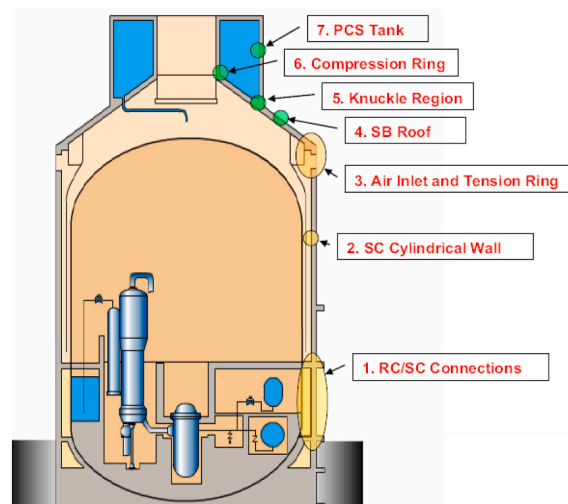 7. PCS Tank
6. Compression Ring
5. Knuckle Region
4. SB Roof
3. Air Inlet and Tension Ring
2. SC Cylindrical Wall
1. RC/SC Connections